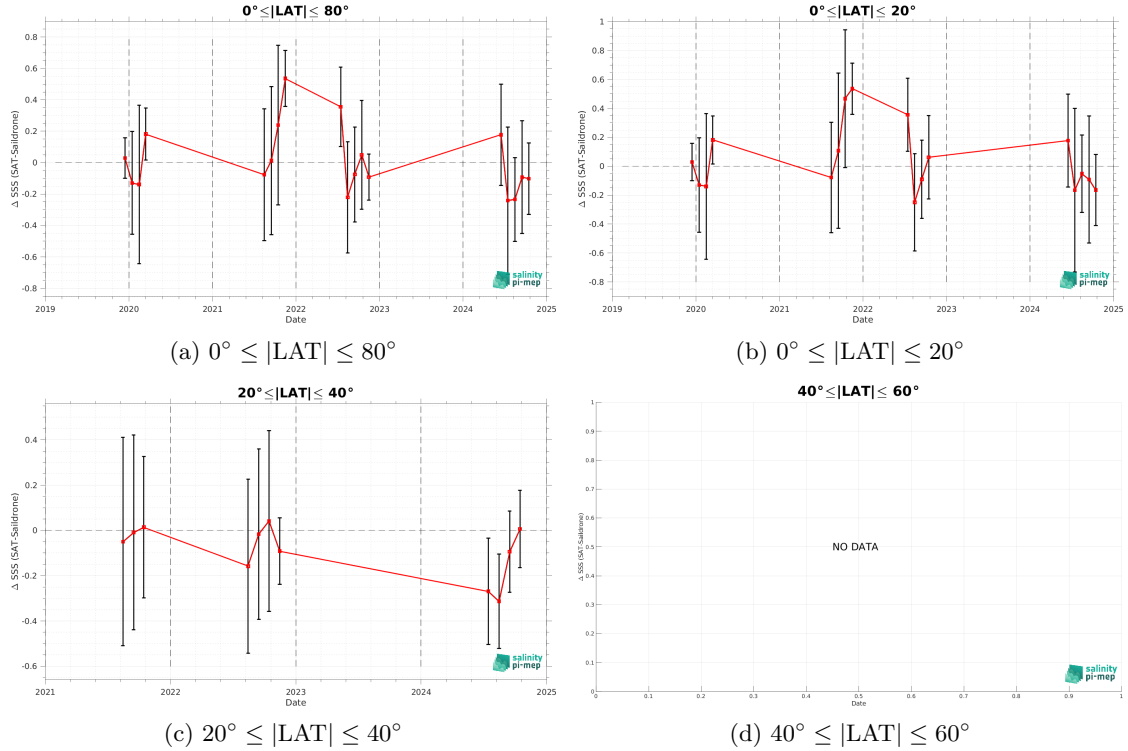 0°≤|LAT|≤ 80°
Δ SSS (SAT-Saildrone)
0.8
0.6
0.4
0.2
0
-0.2
-0.4
-0.6
-0.8
2019 2020 2021 2022 2023 2024 2025
Date
salinity
pi-mep
(a) 0° ≤ |LAT| ≤ 80°
0°≤|LAT|≤ 20°
Δ SSS (SAT-Saildrone)
1
0.8
0.6
0.4
0.2
0
-0.2
-0.4
-0.6
-0.8
2019 2020 2021 2022 2023 2024 2025
Date
salinity
pi-mep
(b) 0° ≤ |LAT| ≤ 20°
20°≤|LAT|≤ 40°
Δ SSS (SAT-Saildrone)
0.4
0.2
0
-0.2
-0.4
-0.6
2021 2022 2023 2024 2025
Date
salinity
pi-mep
(c) 20° ≤ |LAT| ≤ 40°
40°≤|LAT|≤ 60°
Δ SSS (SAT-Saildrone)
1
0.9
0.8
0.7
0.6
0.5
0.4
0.3
0.2
0.1
0
NO DATA
0 0.1 0.2 0.3 0.4 0.5 0.6 0.7 0.8 0.9 1
Date
salinity
pi-mep
(d) 40° ≤ |LAT| ≤ 60°